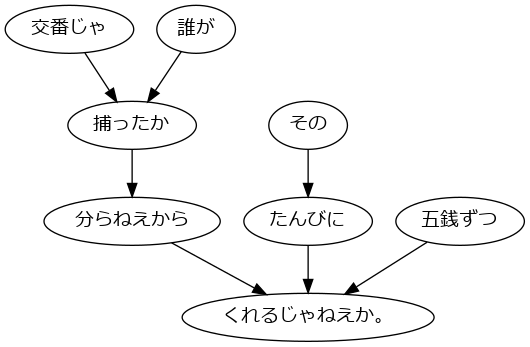 交番じゃ
誰が
捕ったか
その
分らねえから
たんびに
五銭ずつ
くれるじゃねえか。